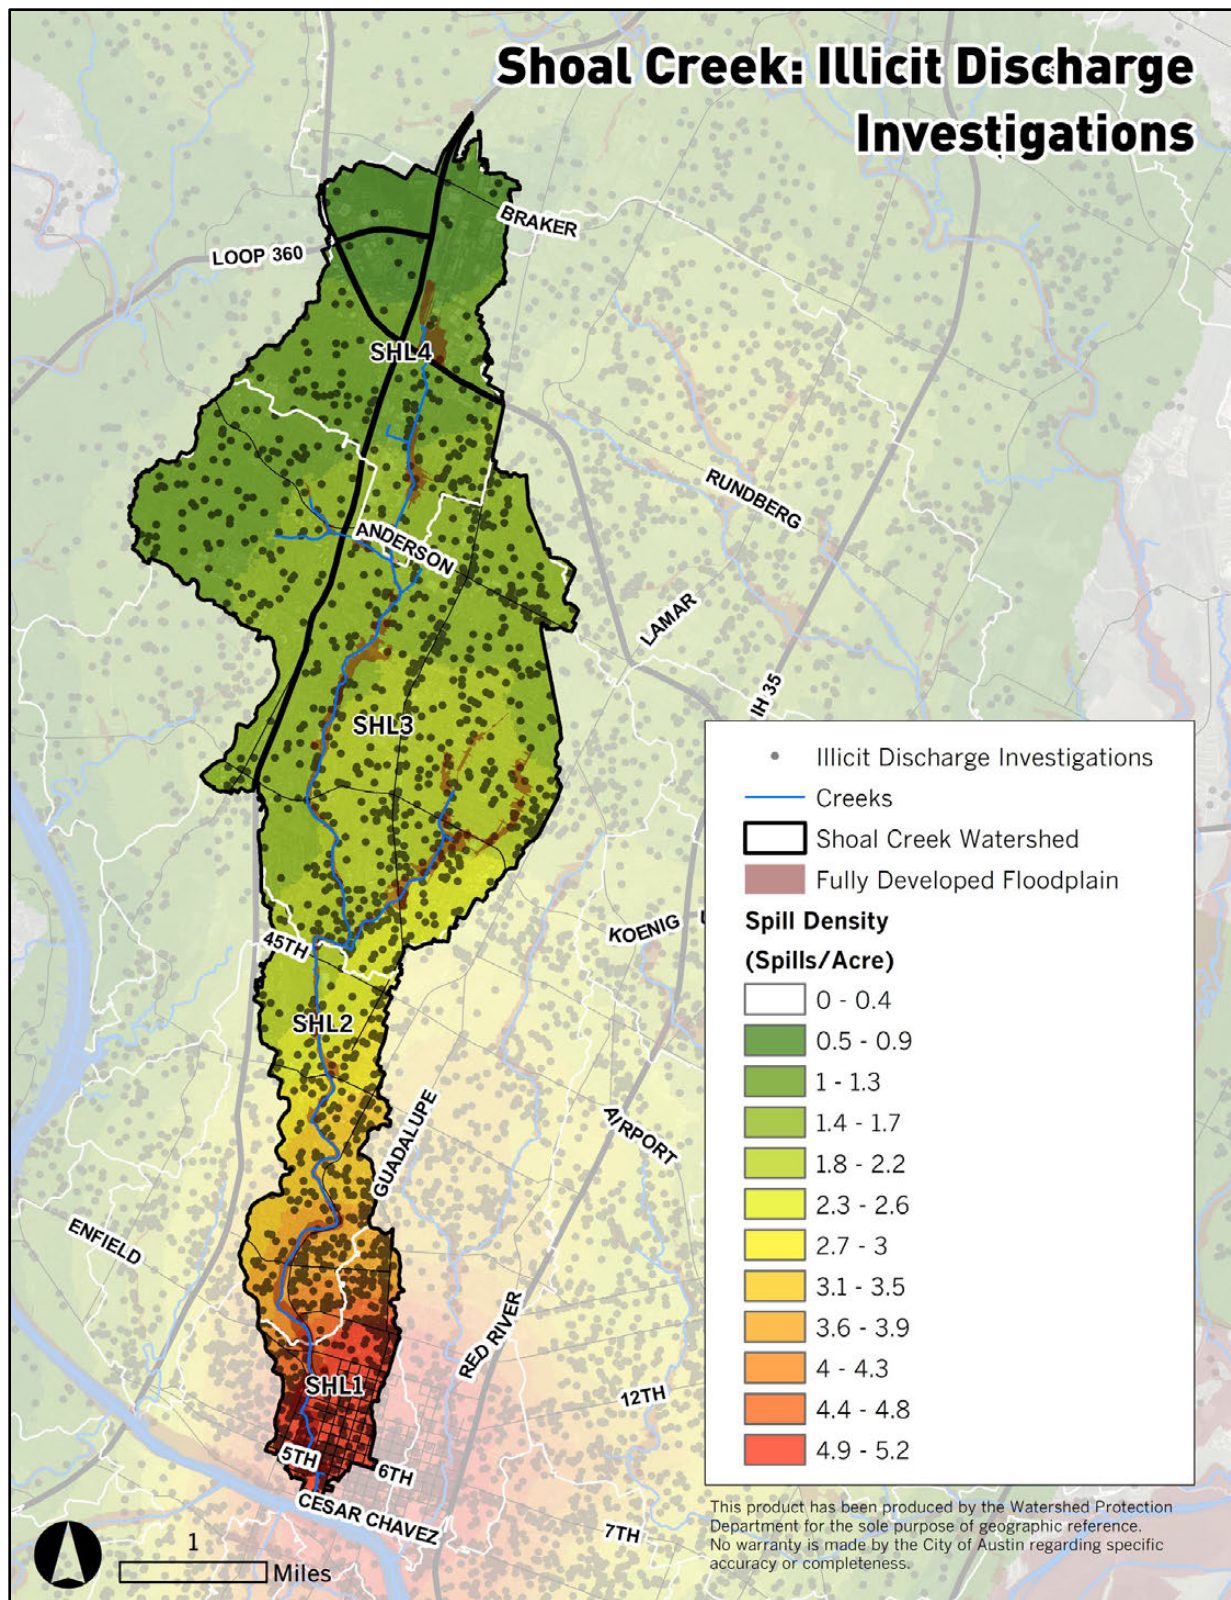 Shoal Creek: Illicit Discharge
Investigations
BRAKER
LOOP 360
SHL4
RUNDBERG
ANDERSON
LAMAR
IH 35
SHL3
Illicit Discharge Investigations
Creeks
Shoal Creek Watershed
Fully Developed Floodplain
KOENIG
45TH
Spill Density
(Spills/Acre)
0 - 0.4
SHL2
0.5 - 0.9
1 - 1.3
GUADALUPE
AIRPORT
1.4 - 1.7
1.8 - 2.2
2.3 - 2.6
ENFIELD
2.7 - 3
3.1 - 3.5
RED RIVER
3.6 - 3.9
4 - 4.3
SHL1
12TH
4.4 - 4.8
4.9 - 5.2
5TH
6TH
CESAR CHAVEZ
7TH
This product has been produced by the Watershed Protection
Department for the sole purpose of geographic reference.
No warranty is made by the City of Austin regarding specific
accuracy or completeness.
1
Miles